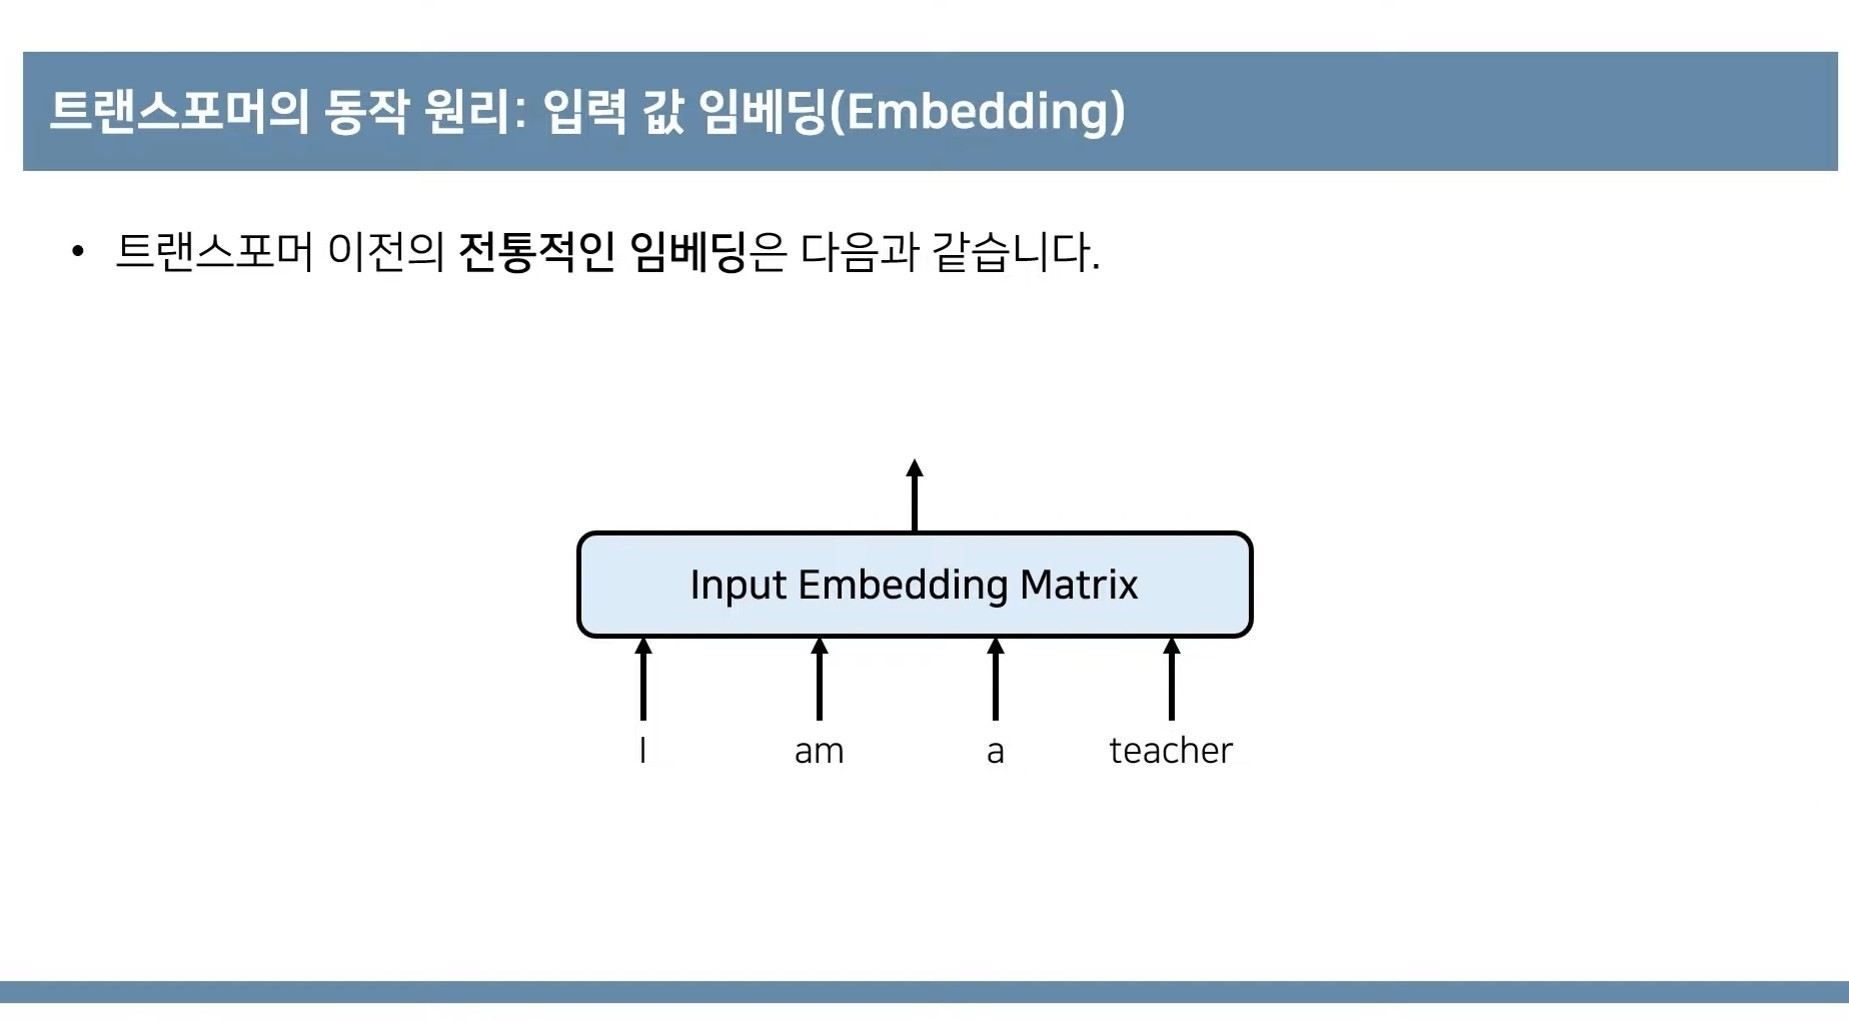 트랜스포머의 동작 원리: 입력 값 임베딩(Embedding)
• 트랜스포머 이전의 전통적인 임베딩은 다음과 같습니다.
Input Embedding Matrix
I am a teacher